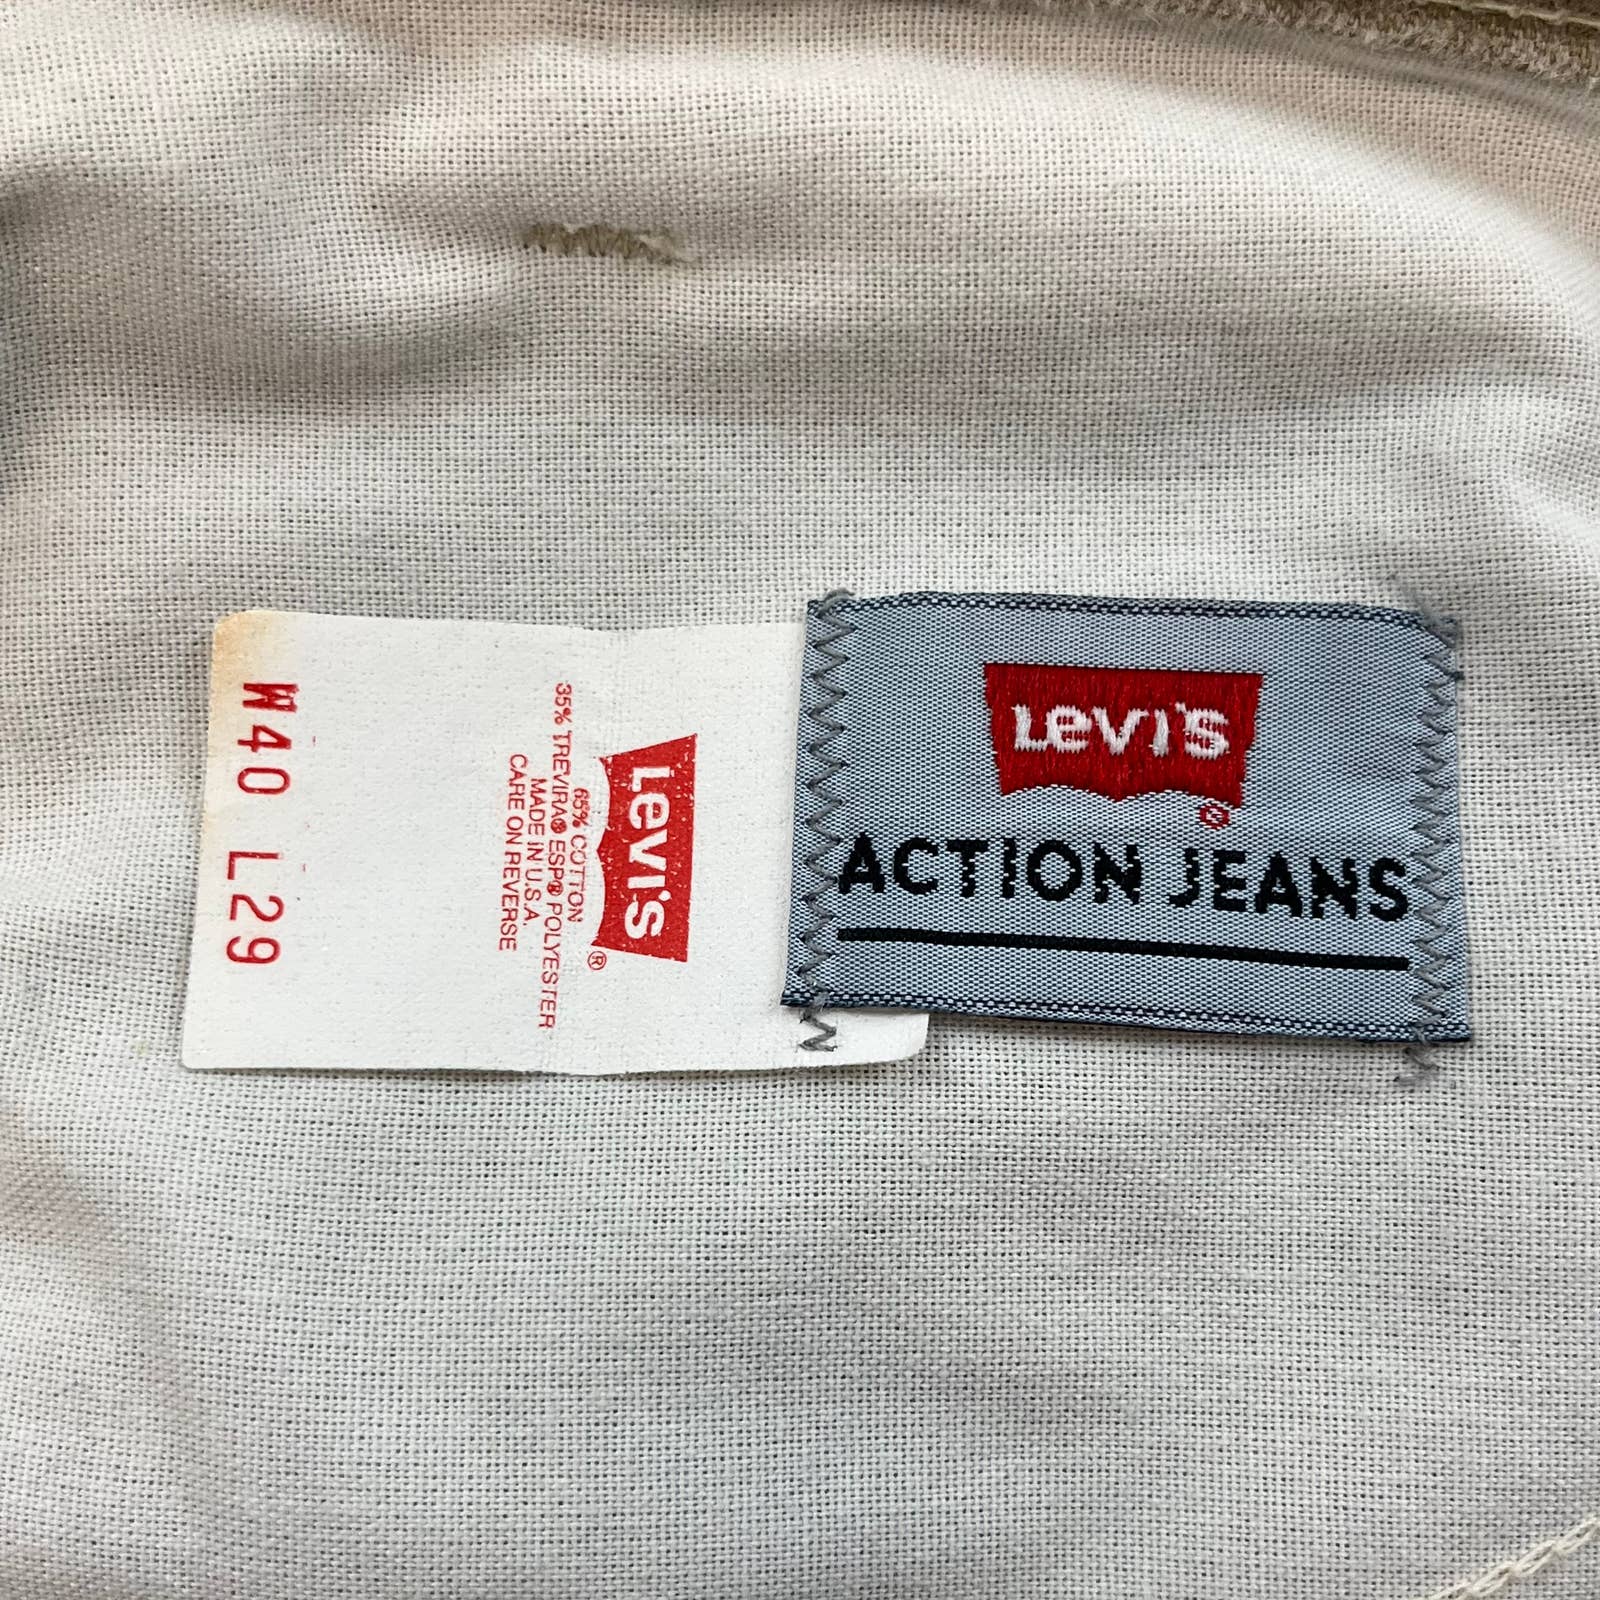 Levi's
®
65% COTTON
35% TREVIRA® ESP® POLYESTER
MADE IN U.S.A.
CARE ON REVERSE
W40 L29
Levi's
®
ACTION JEANS